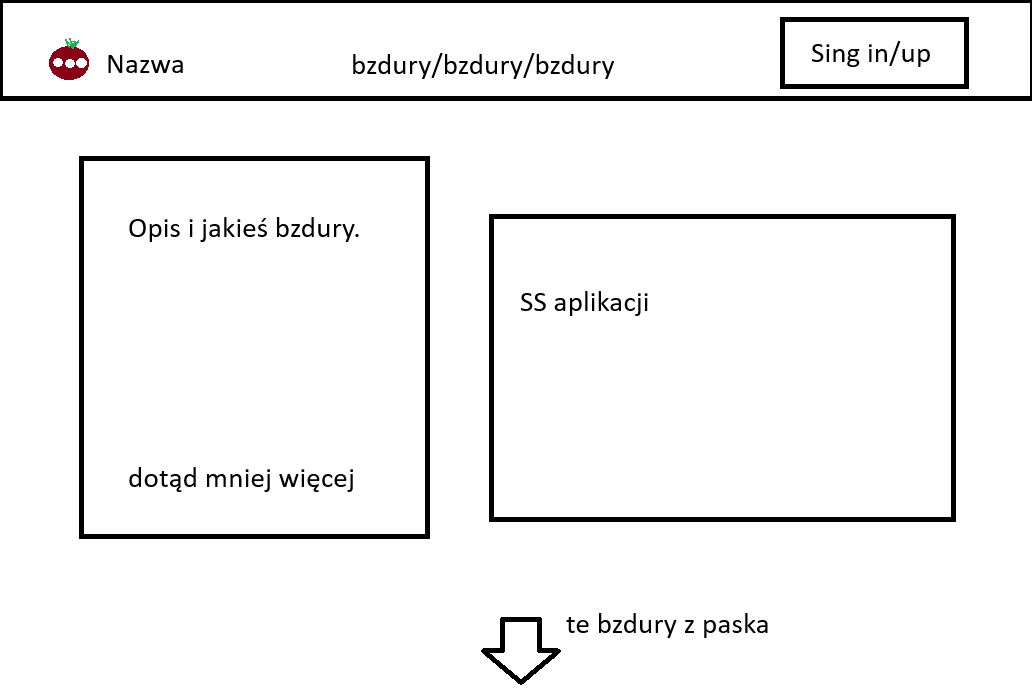 Nazwa
bzdury/bzdury/bzdury
Sing in/up
Opis i jakieś bzdury.
SS aplikacji
dotąd mniej więcej
te bzdury z paska